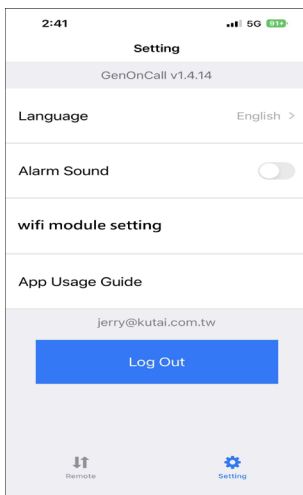 2:41 5G 91+
Setting
GenOnCall v1.4.14
Language English >
Alarm Sound
wifi module setting
App Usage Guide
jerry@kutai.com.tw
Log Out
Remote Setting